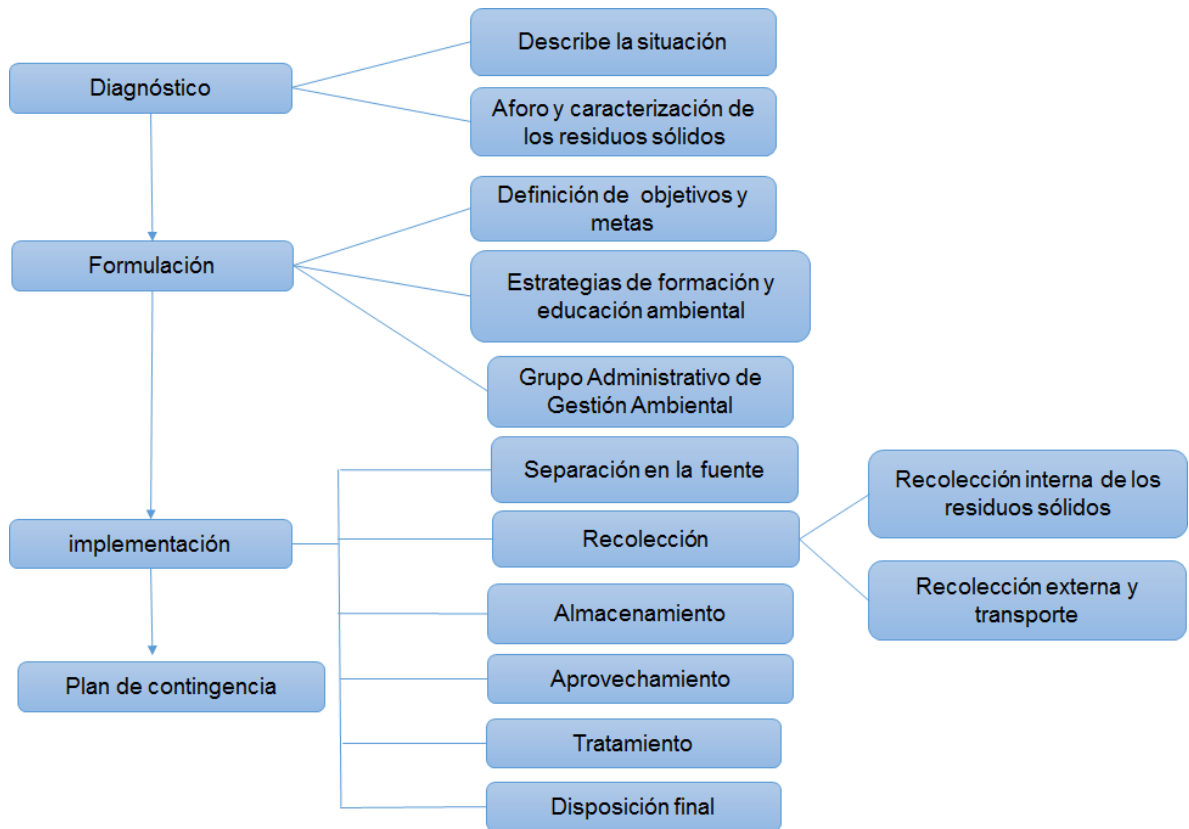 Diagnóstico
Describe la situación
Aforo y caracterización de
los residuos sólidos
Formulación
Definición de objetivos y
metas
Estrategias de formación y
educación ambiental
Grupo Administrativo de
Gestión Ambiental
implementación
Separación en la fuente
Recolección
Recolección interna de los
residuos sólidos
Recolección externa y
transporte
Almacenamiento
Aprovechamiento
Tratamiento
Disposición final
Plan de contingencia